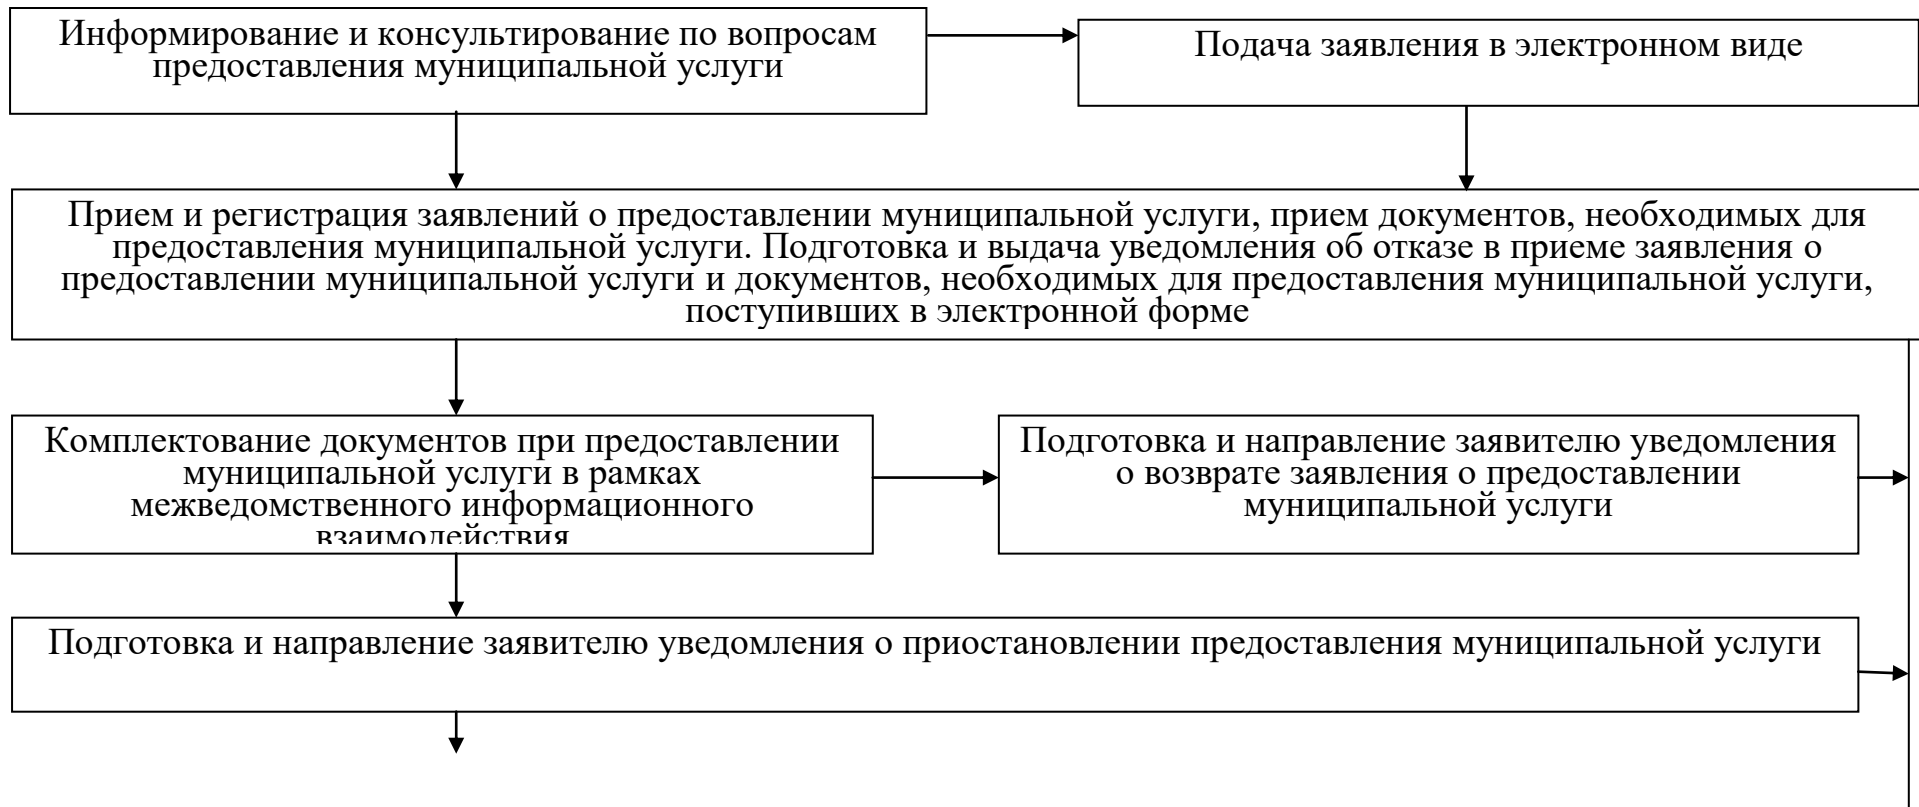 Информирование и консультирование по вопросам
предоставления муниципальной услуги
Подача заявления в электронном виде
Прием и регистрация заявлений о предоставлении муниципальной услуги, прием документов, необходимых для
предоставления муниципальной услуги. Подготовка и выдача уведомления об отказе в приеме заявления о
предоставлении муниципальной услуги и документов, необходимых для предоставления муниципальной услуги,
поступивших в электронной форме
Комплектование документов при предоставлении
муниципальной услуги в рамках
межведомственного информационного
взаимодействия
Подготовка и направление заявителю уведомления
о возврате заявления о предоставлении
муниципальной услуги
Подготовка и направление заявителю уведомления о приостановлении предоставления муниципальной услуги